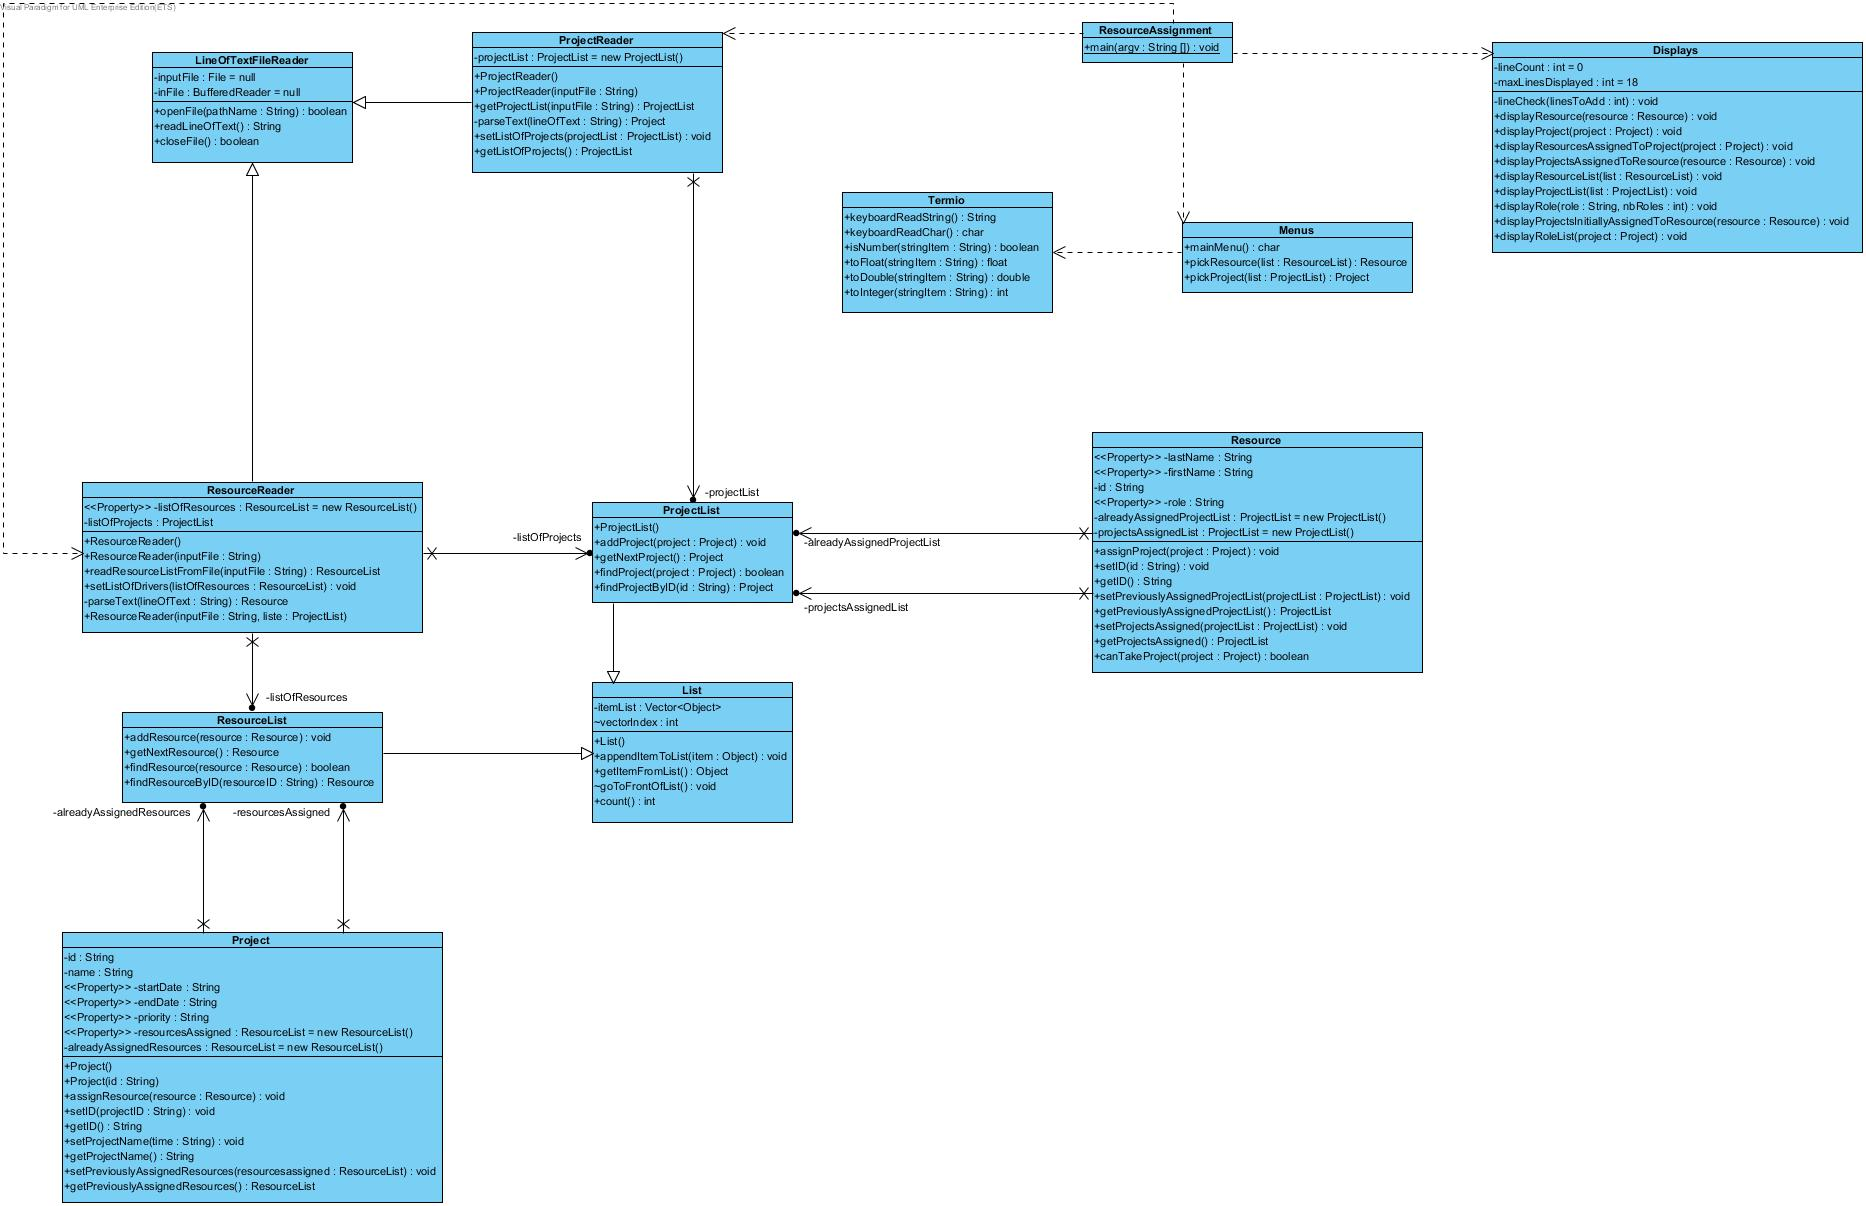 Visual Paradigm for UML Enterprise Edition(ETS)
LineOfTextFileReader
-inputFile : File = null
-inFile : BufferedReader = null
+openFile(pathName : String) : boolean
+readLineOfText() : String
+closeFile() : boolean
ProjectReader
-projectList : ProjectList = new ProjectList()
+ProjectReader()
+ProjectReader(inputFile : String)
+getProjectList(inputFile : String) : ProjectList
-parseText(lineOfText : String) : Project
+setListOfProjects(projectList : ProjectList) : void
+getListOfProjects() : ProjectList
ResourceAssignment
+main(argv : String []) : void
Displays
-lineCount : int = 0
-maxLinesDisplayed : int = 18
-lineCheck(linesToAdd : int) : void
+displayResource(resource : Resource) : void
+displayProject(project : Project) : void
+displayResourcesAssignedToProject(project : Project) : void
+displayProjectsAssignedToResource(resource : Resource) : void
+displayResourceList(list : ResourceList) : void
+displayProjectList(list : ProjectList) : void
+displayRole(role : String, nbRoles : int) : void
+displayProjectsInitiallyAssignedToResource(resource : Resource) : void
+displayRoleList(project : Project) : void
Termio
+keyboardReadString() : String
+keyboardReadChar() : char
+isNumber(stringItem : String) : boolean
+toFloat(stringItem : String) : float
+toDouble(stringItem : String) : double
+toInteger(stringItem : String) : int
Menus
+mainMenu() : char
+pickResource(list : ResourceList) : Resource
+pickProject(list : ProjectList) : Project
ResourceReader
<<Property>> -listOfResources : ResourceList = new ResourceList()
-listOfProjects : ProjectList
+ResourceReader()
+ResourceReader(inputFile : String)
+readResourceListFromFile(inputFile : String) : ResourceList
+setListOfDrivers(listOfResources : ResourceList) : void
-parseText(lineOfText : String) : Resource
+ResourceReader(inputFile : String, liste : ProjectList)
-listOfProjects
-projectList
ProjectList
+ProjectList()
+addProject(project : Project) : void
+getNextProject() : Project
+findProject(project : Project) : boolean
+findProjectByID(id : String) : Project
-alreadyAssignedProjectList
-projectsAssignedList
Resource
<<Property>> -lastName : String
<<Property>> -firstName : String
-id : String
<<Property>> -role : String
-alreadyAssignedProjectList : ProjectList = new ProjectList()
-projectsAssignedList : ProjectList = new ProjectList()
+assignProject(project : Project) : void
+setID(id : String) : void
+getID() : String
+setPreviouslyAssignedProjectList(projectList : ProjectList) : void
+getPreviouslyAssignedProjectList() : ProjectList
+setProjectsAssigned(projectList : ProjectList) : void
+getProjectsAssigned() : ProjectList
+canTakeProject(project : Project) : boolean
-listOfResources
ResourceList
+addResource(resource : Resource) : void
+getNextResource() : Resource
+findResource(resource : Resource) : boolean
+findResourceByID(resourceID : String) : Resource
-alreadyAssignedResources
-resourcesAssigned
List
-itemList : Vector<Object>
~vectorIndex : int
+List()
+appendItemToList(item : Object) : void
+getItemFromList() : Object
~goToFrontOfList() : void
+count() : int
Project
-id : String
-name : String
<<Property>> -startDate : String
<<Property>> -endDate : String
<<Property>> -priority : String
<<Property>> -resourcesAssigned : ResourceList = new ResourceList()
-alreadyAssignedResources : ResourceList = new ResourceList()
+Project()
+Project(id : String)
+assignResource(resource : Resource) : void
+setID(projectID : String) : void
+getID() : String
+setProjectName(time : String) : void
+getProjectName() : String
+setPreviouslyAssignedResources(resourcesassigned : ResourceList) : void
+getPreviouslyAssignedResources() : ResourceList